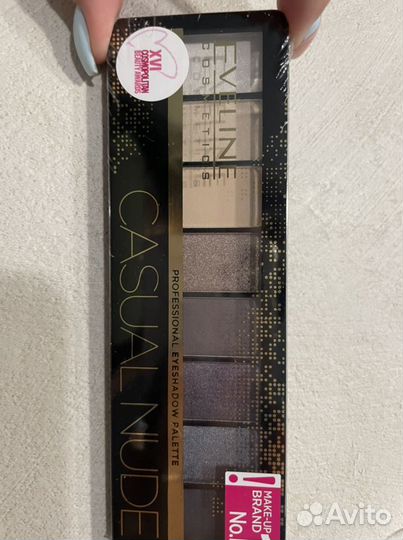 XVI
COSMOPOLITAN
BEAUTY AWARDS
EVELINE
COSMETICS
CASUAL NUDE
PROFESSIONAL EYESHADOW PALETTE
MAKE-UP
BRAND
No.
Avito